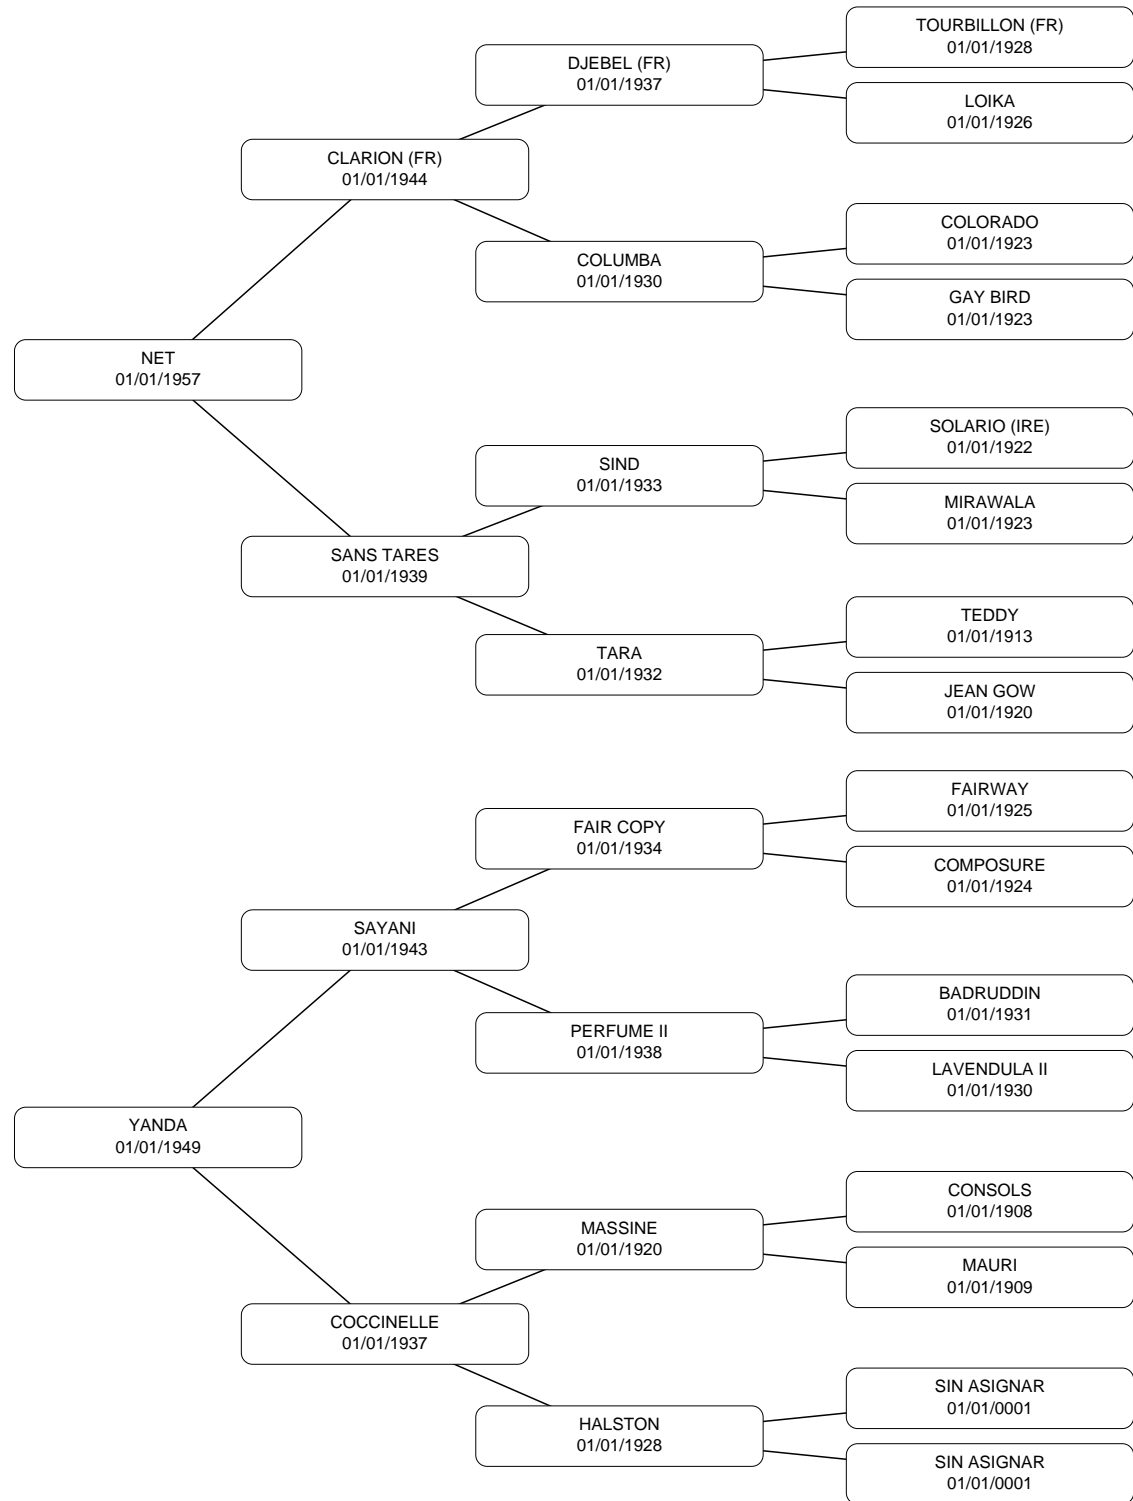 TOURBILLON (FR)
01/01/1928
DJEBEL (FR)
01/01/1937
LOIKA
01/01/1926
CLARION (FR)
01/01/1944
COLORADO
01/01/1923
COLUMBA
01/01/1930
GAY BIRD
01/01/1923
NET
01/01/1957
SOLARIO (IRE)
01/01/1922
SIND
01/01/1933
MIRAWALA
01/01/1923
SANS TARES
01/01/1939
TEDDY
01/01/1913
TARA
01/01/1932
JEAN GOW
01/01/1920
FAIRWAY
01/01/1925
FAIR COPY
01/01/1934
COMPOSURE
01/01/1924
SAYANI
01/01/1943
BADRUDDIN
01/01/1931
PERFUME II
01/01/1938
LAVENDULA II
01/01/1930
YANDA
01/01/1949
CONSOLS
01/01/1908
MASSINE
01/01/1920
MAURI
01/01/1909
COCCINELLE
01/01/1937
SIN ASIGNAR
01/01/0001
HALSTON
01/01/1928
SIN ASIGNAR
01/01/0001